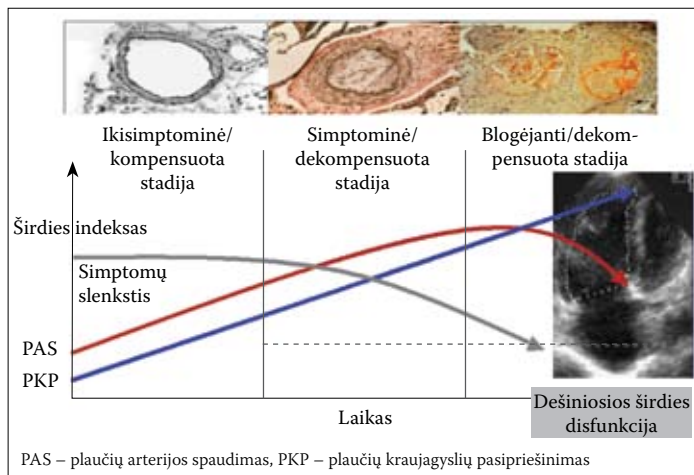 Ikisimptominė/
kompensuota
stadija
Simptominė/
dekompensuota
stadija
Blogėjanti/dekom-
pensuota stadija
Širdies indeksas
Simptomų
slenkstis
PAS
PKP
Laikas
Dešiniosios širdies
disfunkcija
PAS – plaučių arterijos spaudimas, PKP – plaučių kraujagyslių pasipriešinimas